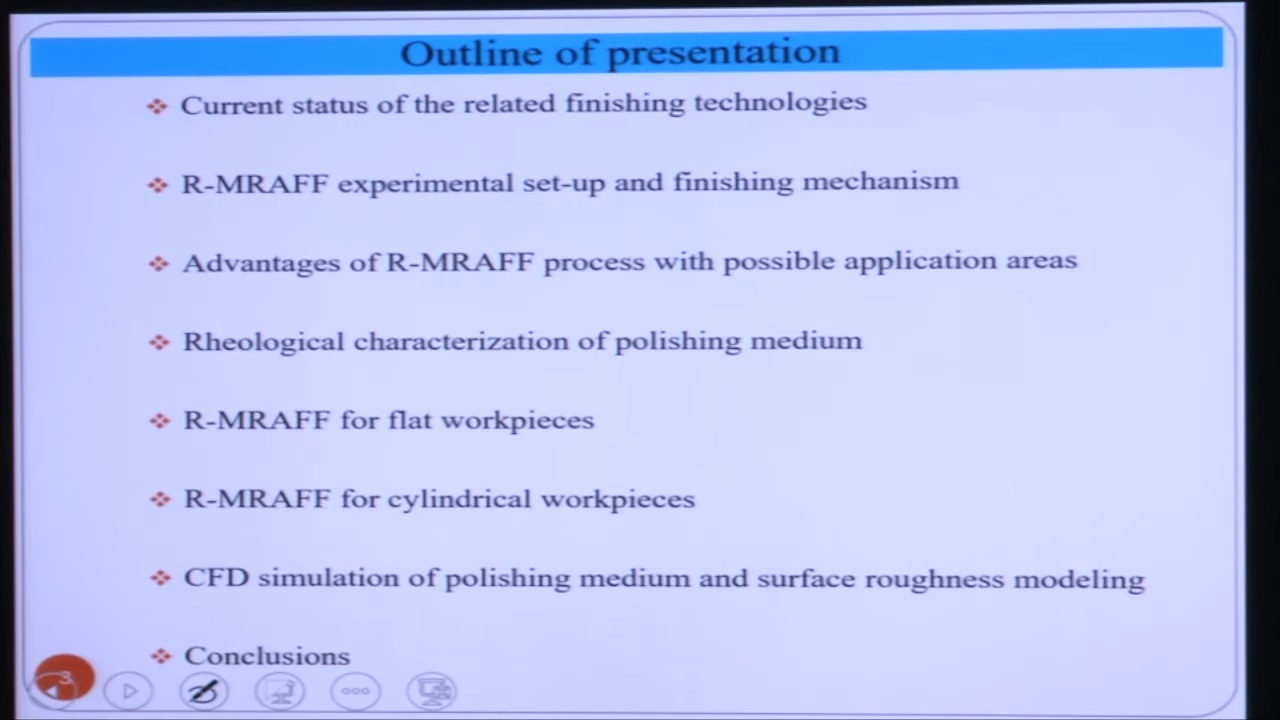 Outline of presentation
Current status of the related finishing technologies
R-MRAFF experimental set-up and finishing mechanism
Advantages of R-MRAFF process with possible application areas
Rheological characterization of polishing medium
R-MRAFF for flat workpieces
R-MRAFF for cylindrical workpieces
CFD simulation of polishing medium and surface roughness modeling
Conclusions
3